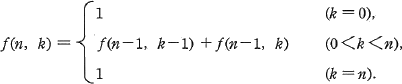 1 (k=0),
f(n, k)= f(n−1, k−1)+f(n−1, k) (0<k<n),
1 (k=n).